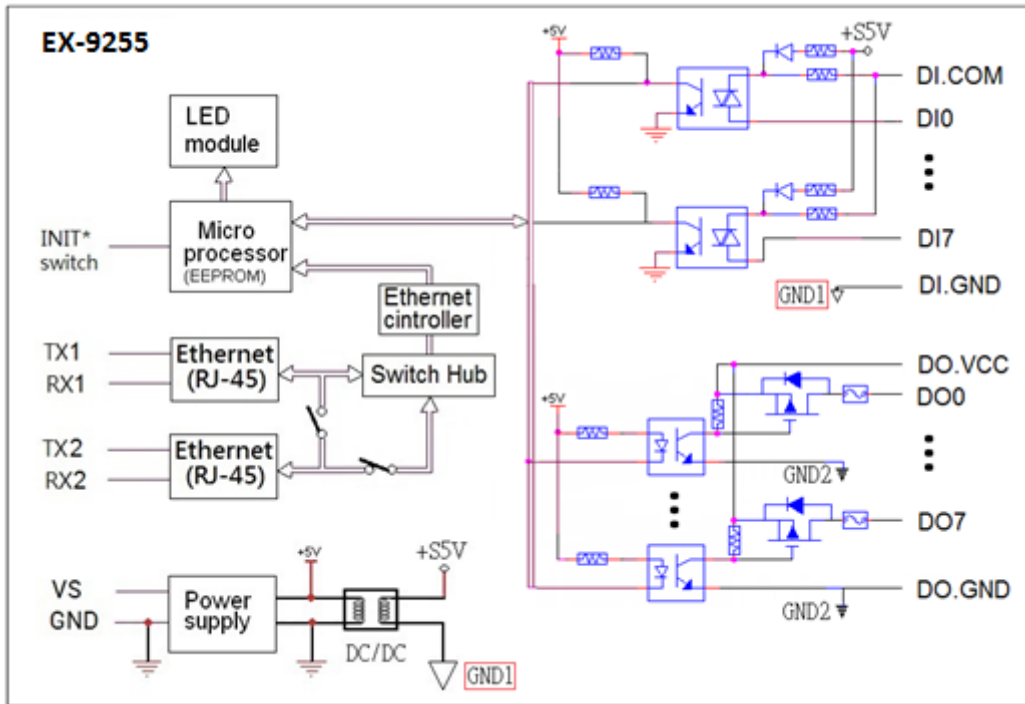 EX-9255
LED
module
INIT*
switch
Micro
processor
(EEPROM)
Ethernet
cintroller
TX1
RX1
Ethernet
(RJ-45)
Switch Hub
TX2
RX2
Ethernet
(RJ-45)
VS
GND
Power
supply
+5V
DC/DC
+S5V
GND1
+5V
+S5V
DI.COM
DI0
DI7
GND1
DI.GND
DO.VCC
DO0
+5V
GND2
DO7
DO.GND
GND2